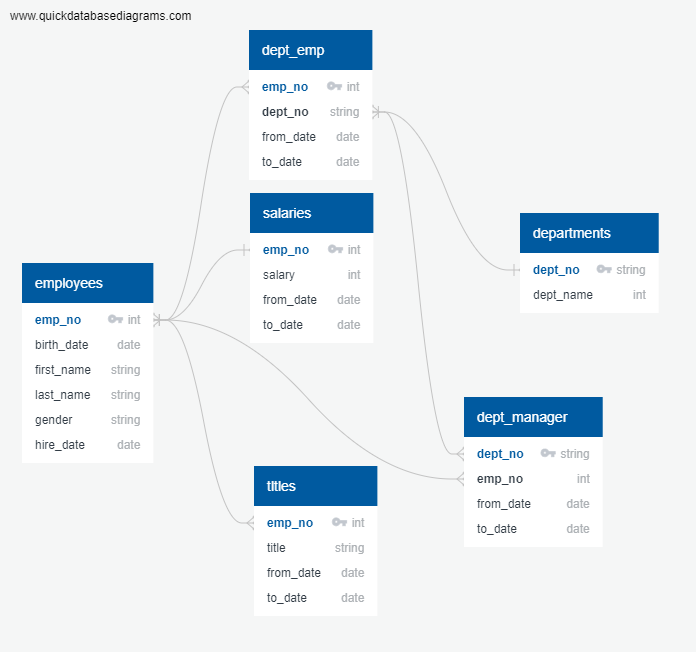 www.quickdatabasediagrams.com
dept_emp
emp_no int
dept_no string
from_date date
to_date date
salaries
emp_no int
salary int
from_date date
to_date date
departments
dept_no string
dept_name int
employees
emp_no int
birth_date date
first_name string
last_name string
gender string
hire_date date
dept_manager
dept_no string
emp_no int
from_date date
to_date date
titles
emp_no int
title string
from_date date
to_date date